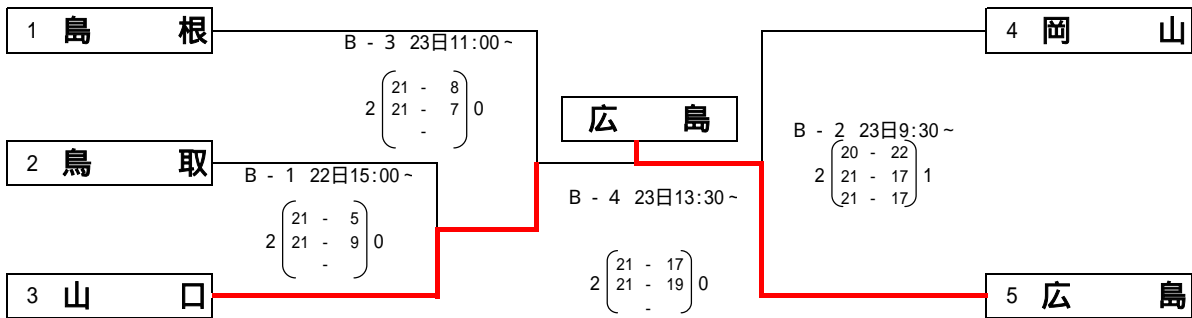 1 島 根
B - 3 23日11:00~
2 21 - 8 0
21 - 7
-
4 岡 山
広 島
2 鳥 取
B - 1 22日15:00~
2 21 - 5 0
21 - 9
-
B - 2 23日9:30~
2 20 - 22 1
21 - 17
21 - 17
B - 4 23日13:30~
2 21 - 17 0
21 - 19
-
3 山 口
5 広 島